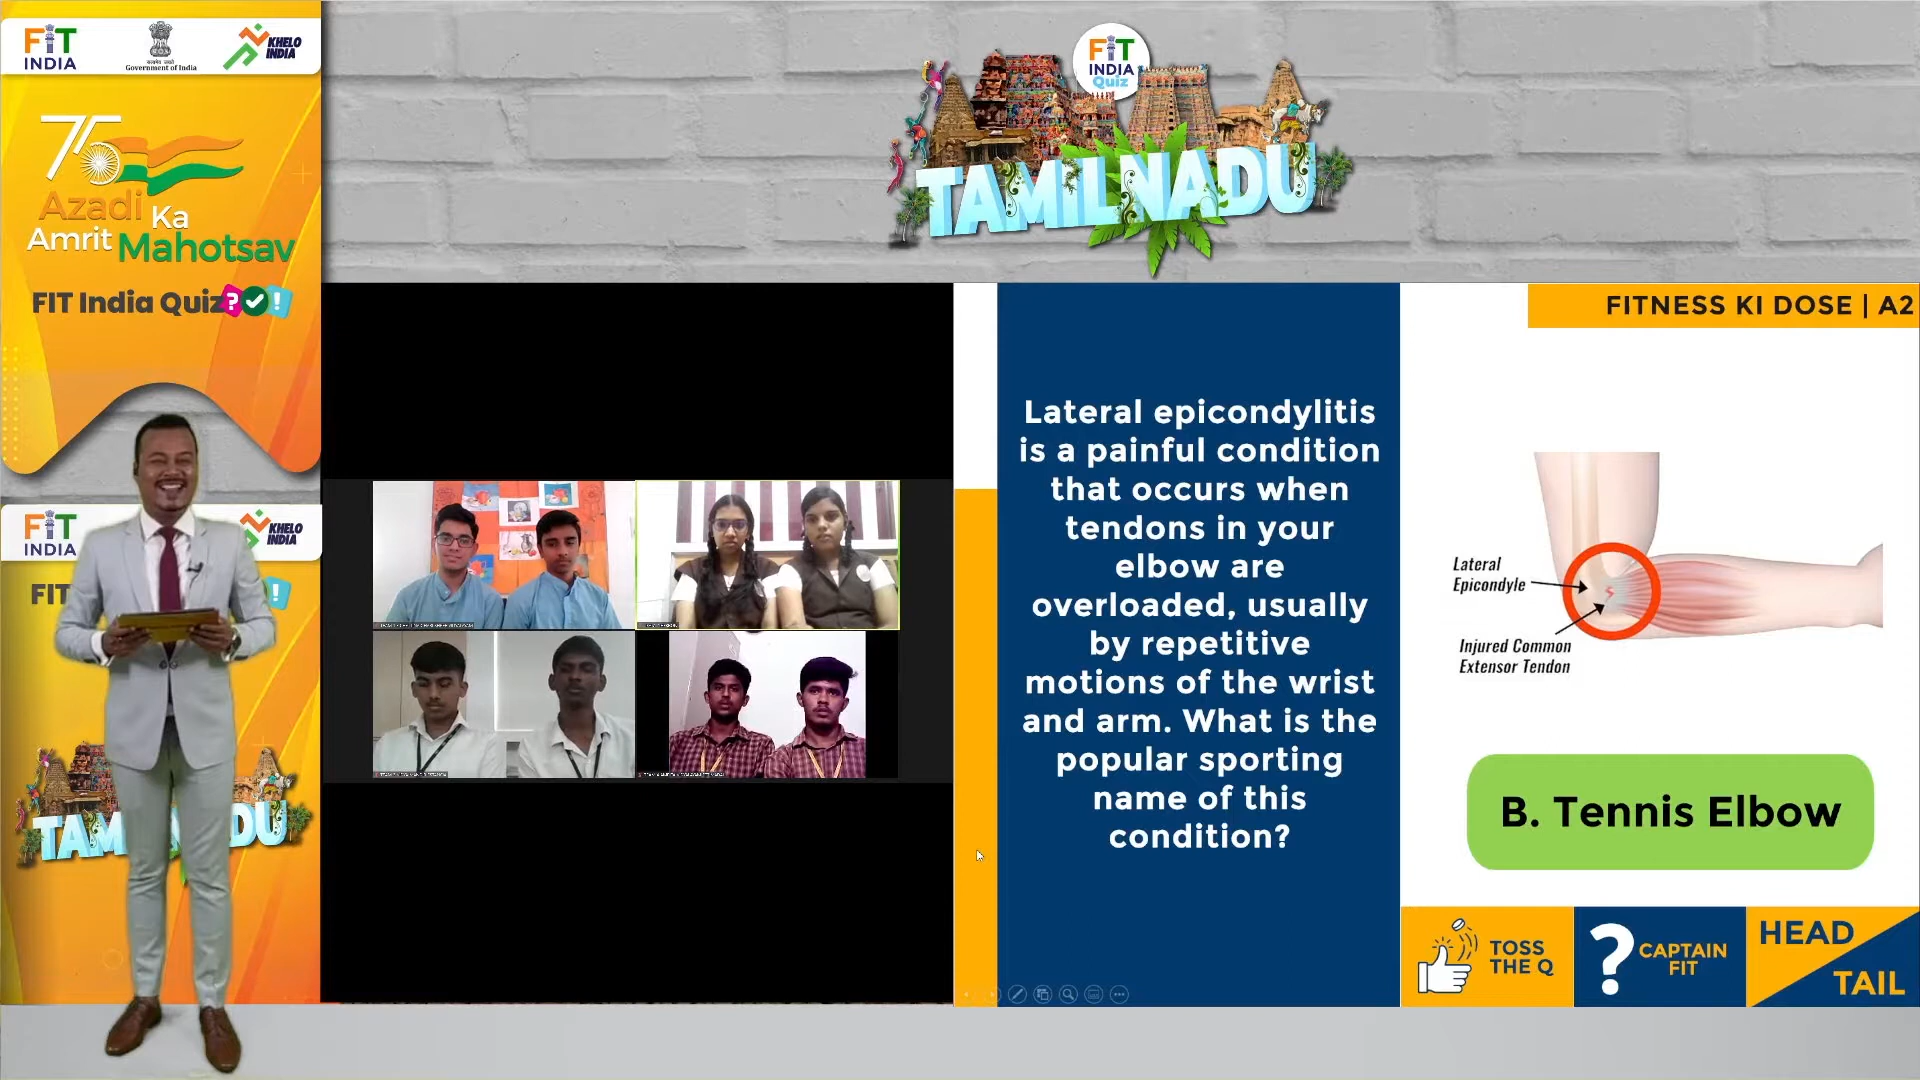 FIT
INDIA
Government of India
KHELO
INDIA
75
Azadi
Ka
Amrit
Mahotsav
FIT India Quiz?!
FIT
INDIA
KHELO
INDIA
FIT
!
TAM
DU
FIT
INDIA
Quiz
TAMILNADU
FITNESS KI DOSE | A2
Lateral epicondylitis
is a painful condition
that occurs when
tendons in your
elbow are
overloaded, usually
by repetitive
motions of the wrist
and arm. What is the
popular sporting
name of this
condition?
Lateral
Epicondyle
Injured Common
Extensor Tendon
B. Tennis Elbow
TOSS
THE Q
?
CAPTAIN
FIT
HEAD
TAIL